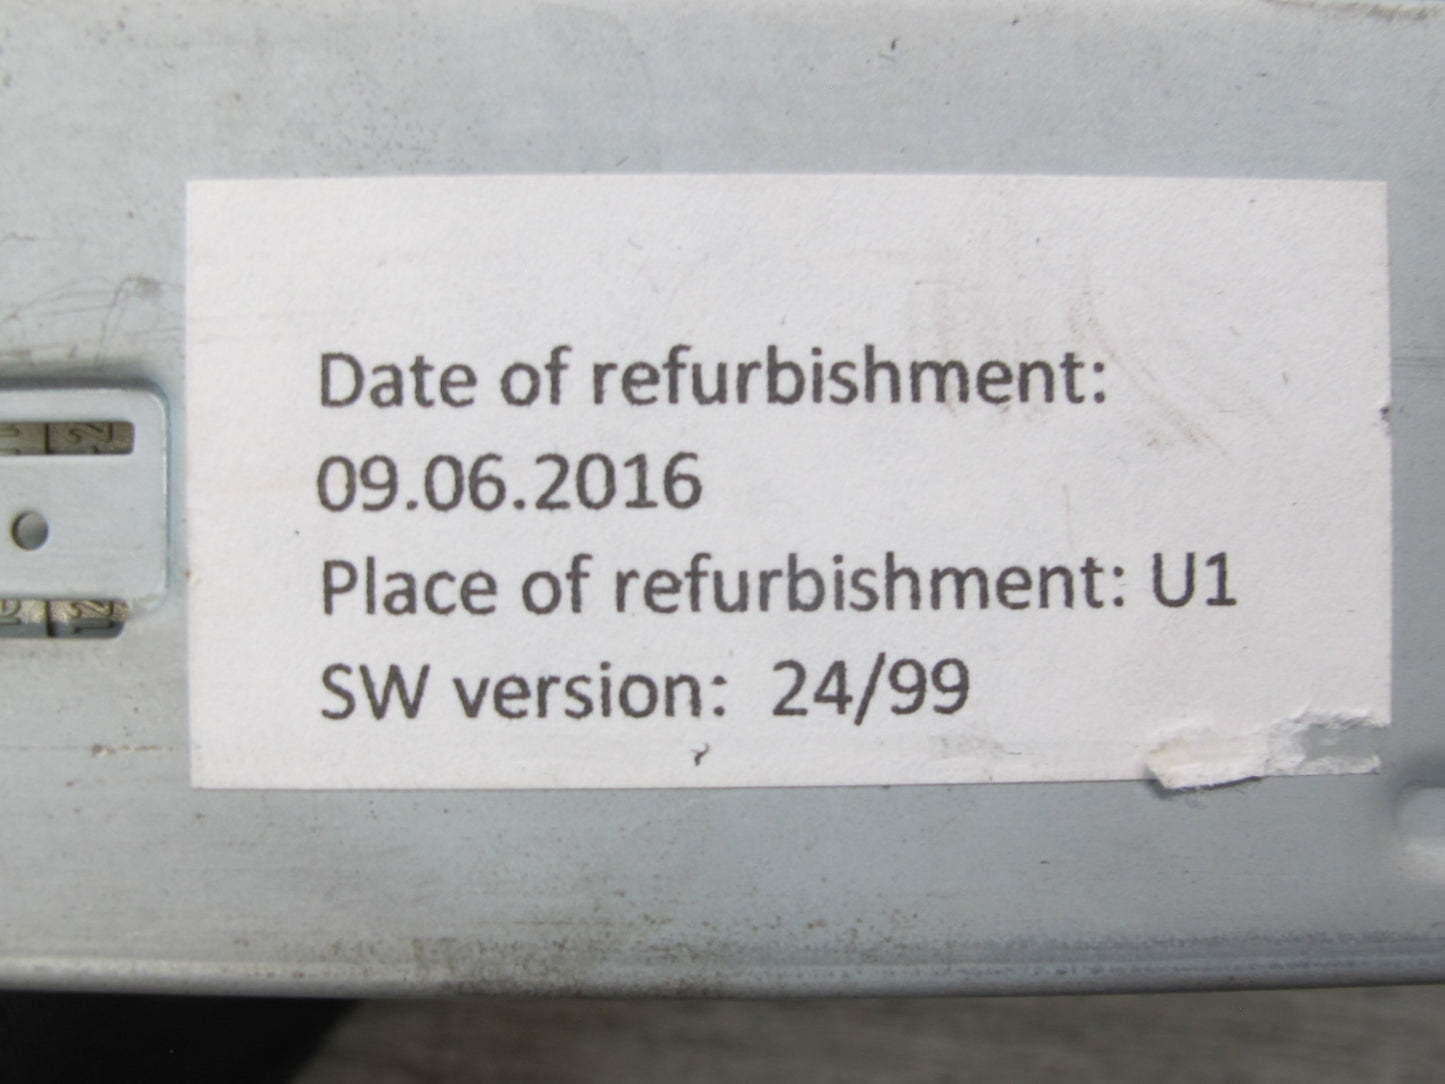 Date of refurbishment:
09.06.2016
Place of refurbishment: U1
SW version: 24/99